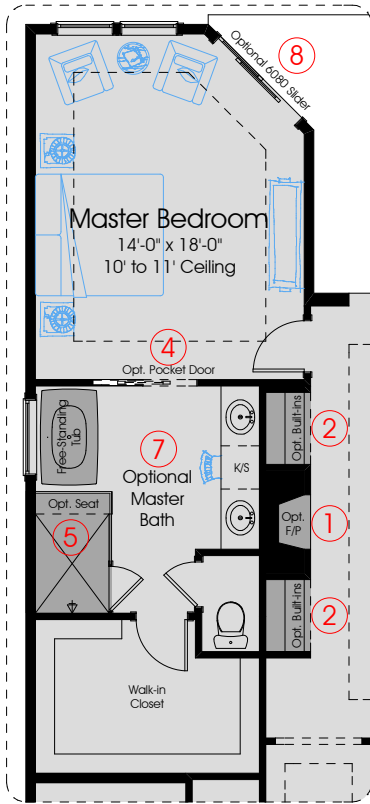 Optional 6080 Slider
8
Master Bedroom
14'-0" x 18'-0"
10' to 11' Ceiling
4
Opt. Pocket Door
Free-Standing
Tub
7
Optional
Master
Bath
K/S
Opt. Built-ins
2
Opt. Seat
5
Opt.
F/P
1
Opt. Built-ins
2
Walk-in
Closet